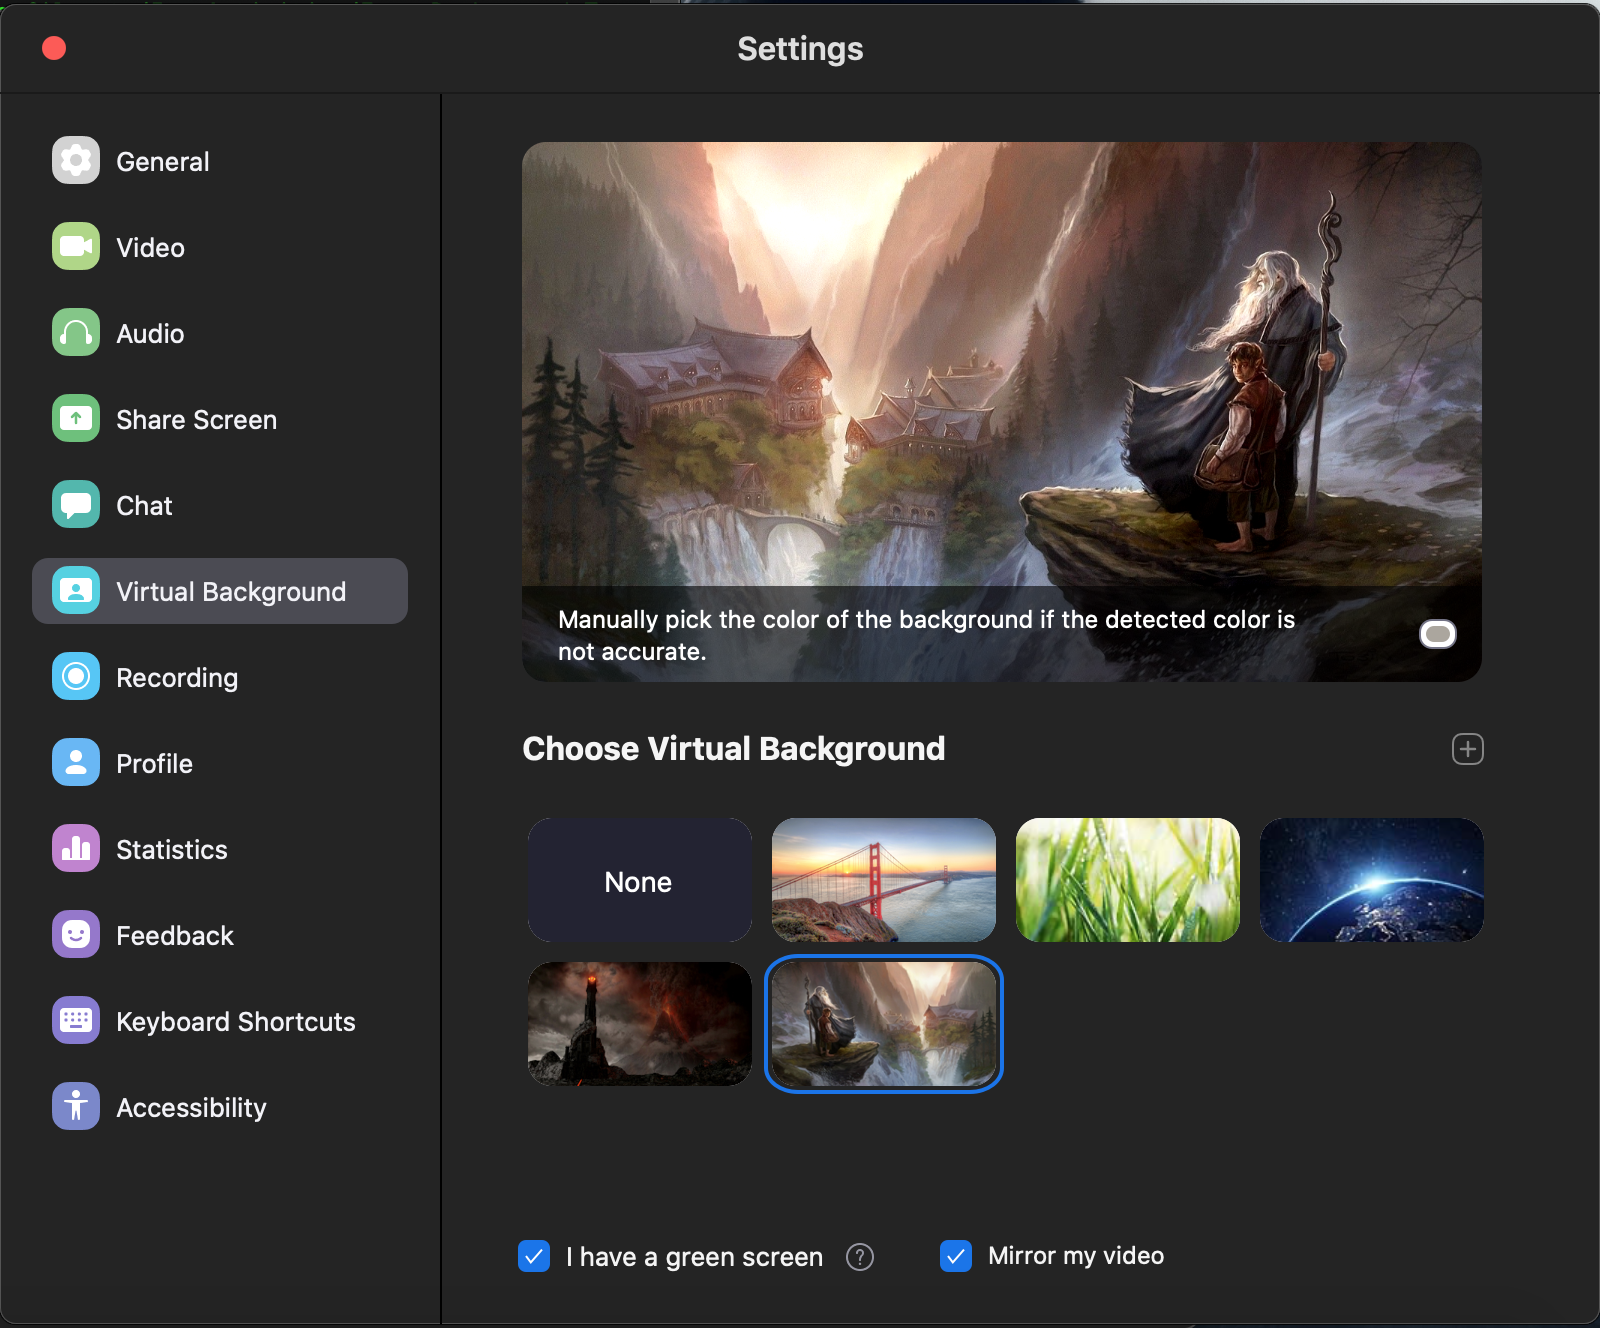 Settings
General
Video
Audio
Share Screen
Chat
Virtual Background
Recording
Profile
Statistics
Feedback
Keyboard Shortcuts
Accessibility
Manually pick the color of the background if the detected color is
not accurate.
Choose Virtual Background
None
I have a green screen
?
Mirror my video